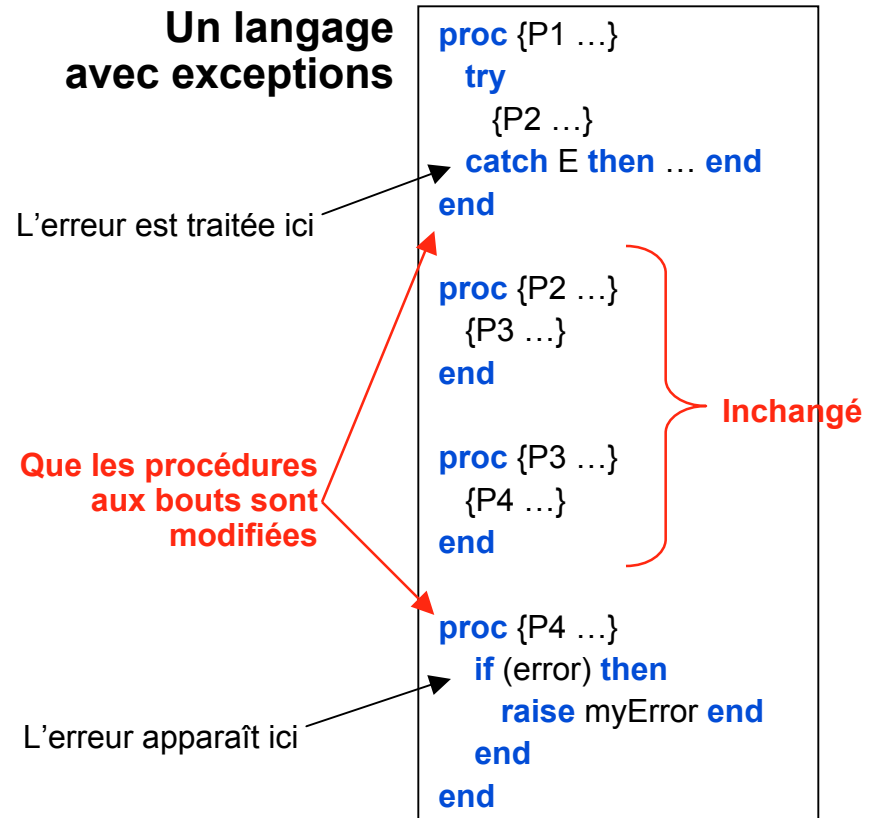 Un langage
avec exceptions
proc {P1 …}
try
{P2 …}
catch E then … end
end
L’erreur est traitée ici
proc {P2 …}
{P3 …}
end
Inchangé
proc {P3 …}
{P4 …}
end
Que les procédures
aux bouts sont
modifiées
proc {P4 …}
if (error) then
raise myError end
end
end
L’erreur apparaît ici